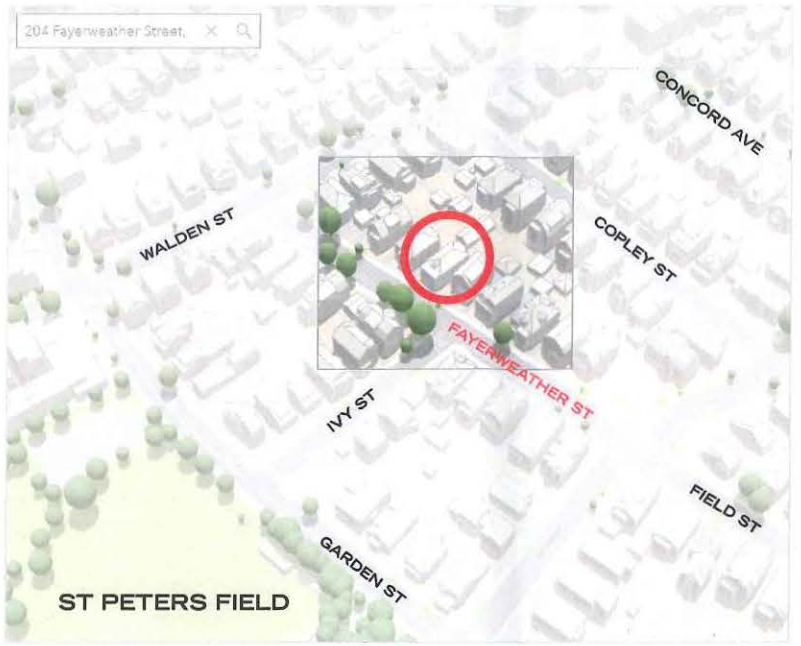 204 Fayerweather Street,
CONCORD AVE
WALDEN ST
COPLEY ST
FAYERWEATHER ST
IVY ST
FIELD ST
GARDEN ST
ST PETERS FIELD